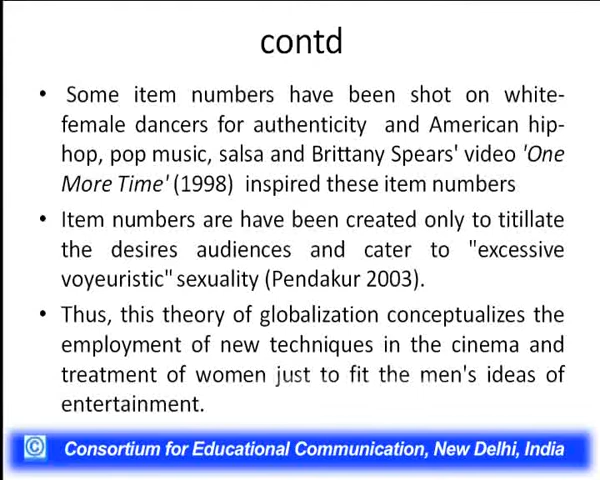 contd
• Some item numbers have been shot on white-
female dancers for authenticity and American hip-
hop, pop music, salsa and Brittany Spears' video 'One
More Time' (1998) inspired these item numbers
• Item numbers are have been created only to titillate
the desires audiences and cater to "excessive
voyeuristic" sexuality (Pendakur 2003).
• Thus, this theory of globalization conceptualizes the
employment of new techniques in the cinema and
treatment of women just to fit the men's ideas of
entertainment.
© Consortium for Educational Communication, New Delhi, India